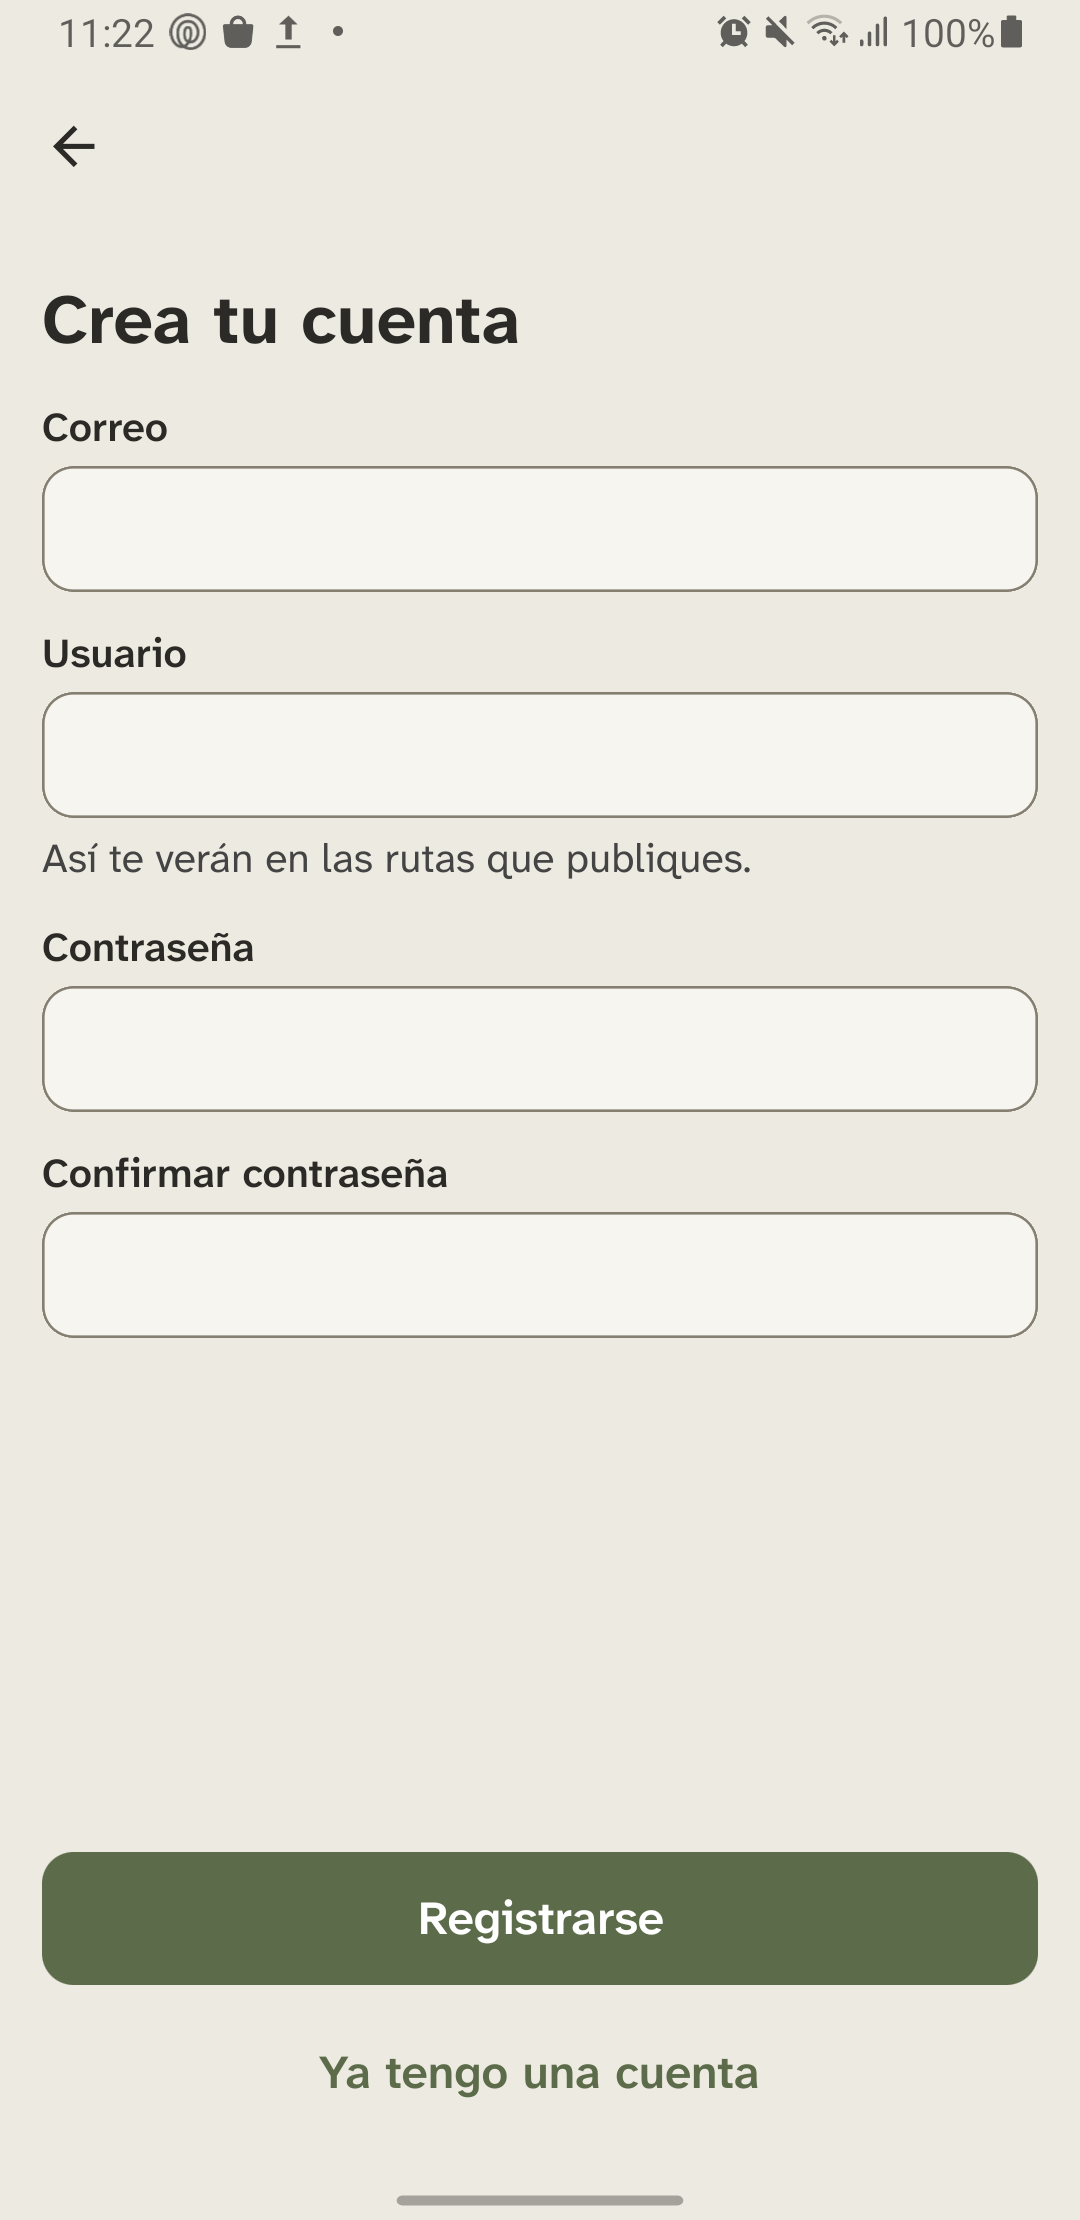 11:22 100%
Crea tu cuenta
Correo
Usuario
Así te verán en las rutas que publiques.
Contraseña
Confirmar contraseña
Registrarse
Ya tengo una cuenta